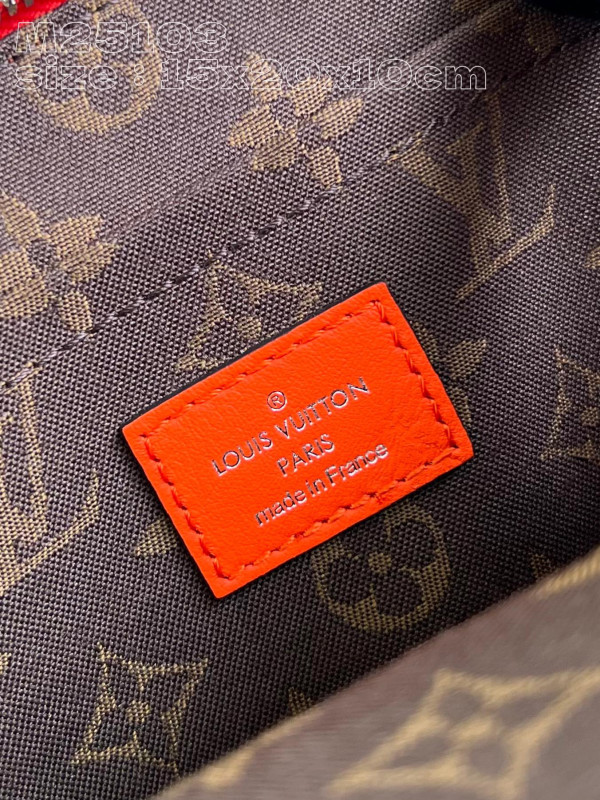 M25103
size : 15x20x10cm
®
LOUIS VUITTON
PARIS
made in France